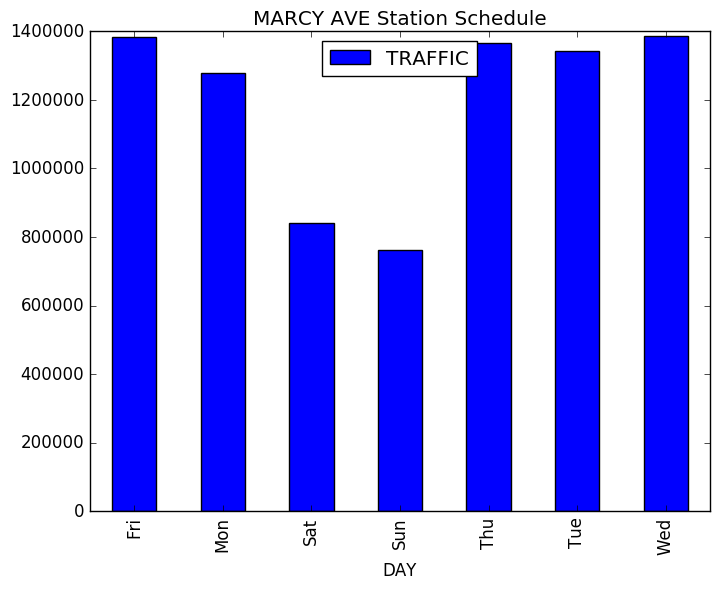 MARCY AVE Station Schedule
TRAFFIC
1400000
1200000
1000000
800000
600000
400000
200000
0
Fri
Mon
Sat
Sun
Thu
Tue
Wed
DAY